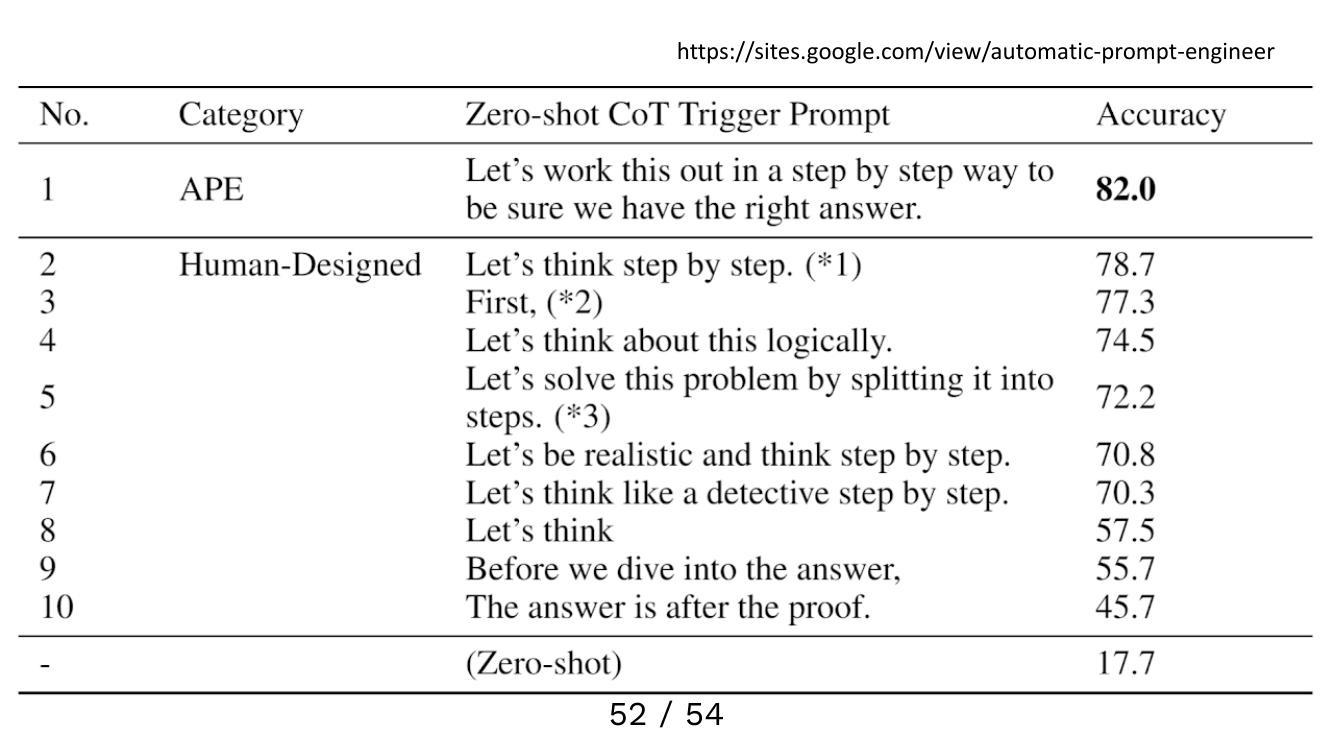 https://sites.google.com/view/automatic-prompt-engineer
No. Category Zero-shot CoT Trigger Prompt Accuracy
1 APE Let’s work this out in a step by step way to be sure we have the right answer. 82.0
2 Human-Designed Let’s think step by step. (*1) 78.7
3 First, (*2) 77.3
4 Let’s think about this logically. 74.5
5 Let’s solve this problem by splitting it into steps. (*3) 72.2
6 Let’s be realistic and think step by step. 70.8
7 Let’s think like a detective step by step. 70.3
8 Let’s think 57.5
9 Before we dive into the answer, 55.7
10 The answer is after the proof. 45.7
- (Zero-shot) 17.7
52 / 54